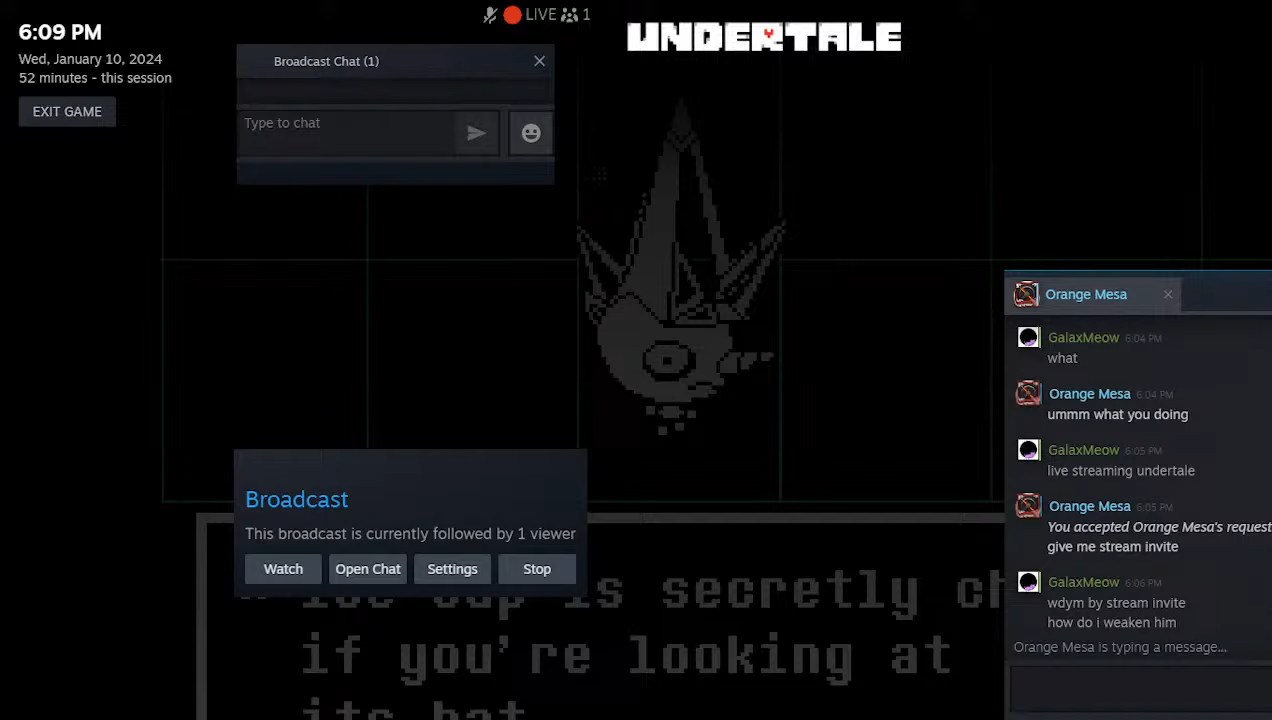 6:09 PM
Wed, January 10, 2024
52 minutes - this session
EXIT GAME
LIVE 1
UNDERTALE
Broadcast Chat (1)
Type to chat
Broadcast
This broadcast is currently followed by 1 viewer
Watch
Open Chat
Settings
Stop
is secretly ch
if you're looking at
its hat
Orange Mesa
GalaxMeow 6:04 PM
what
Orange Mesa 6:04 PM
ummm what you doing
GalaxMeow 6:05 PM
live streaming undertale
Orange Mesa 6:05 PM
You accepted Orange Mesa's request
give me stream invite
GalaxMeow 6:06 PM
wdym by stream invite
how do i weaken him
Orange Mesa is typing a message...